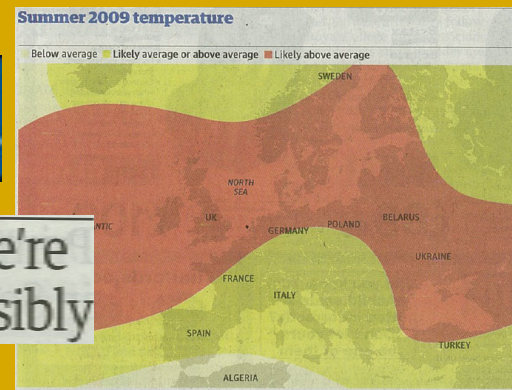 Summer 2009 temperature
Below average Likely average or above average Likely above average
SWEDEN
NORTH
SEA
UK
ANTIC
GERMANY
POLAND
BELARUS
UKRAINE
FRANCE
ITALY
SPAIN
TURKEY
ALGERIA
e're
sibly